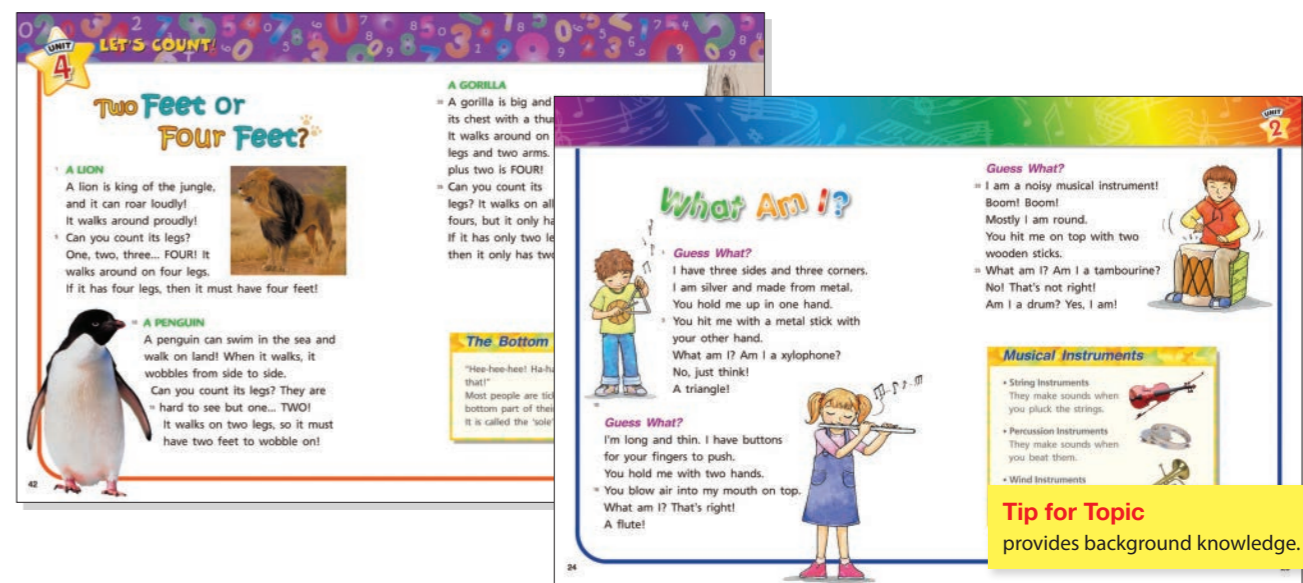 UNIT
4
LET'S COUNT!
Two Feet or
Four Feet?
1 A LION
A lion is king of the jungle,
and it can roar loudly!
It walks around proudly!
5 Can you count its legs?
One, two, three... FOUR! It
walks around on four legs.
If it has four legs, then it must have four feet!
10 A PENGUIN
A penguin can swim in the sea and
walk on land! When it walks, it
wobbles from side to side.
Can you count its legs? They are
15 hard to see but one... TWO!
It walks on two legs, so it must
have two feet to wobble on!
42
A GORILLA
A gorilla is big and
its chest with a
It walks around on
legs and two arms.
plus two is FOUR!
Can you count its
legs? It walks on all
fours, but it only
If it has only two
then it only has
The Bottom
"Hee-hee-hee!
that!"
Most people are
bottom part of
It is called the 'sole'
UNIT
2
What Am I?
1 Guess What?
I have three sides and three corners.
I am silver and made from metal.
You hold me up in one hand.
5 You hit me with a metal stick with
your other hand.
What am I? Am I a xylophone?
No, just think!
A triangle!
10
Guess What?
I'm long and thin. I have buttons
for your fingers to push.
You hold me with two hands.
You blow air into my mouth on top.
What am I? That's right!
A flute!
24
Guess What?
I am a noisy musical instrument!
Boom! Boom!
Mostly I am round.
You hit me on top with two
wooden sticks.
What am I? Am I a tambourine?
No! That's not right!
Am I a drum? Yes, I am!
Musical Instruments
• String Instruments
They make sounds when
you pluck the strings.
• Percussion Instruments
They make sounds when
you beat them.
• Wind Instruments
Tip for Topic
provides background knowledge.